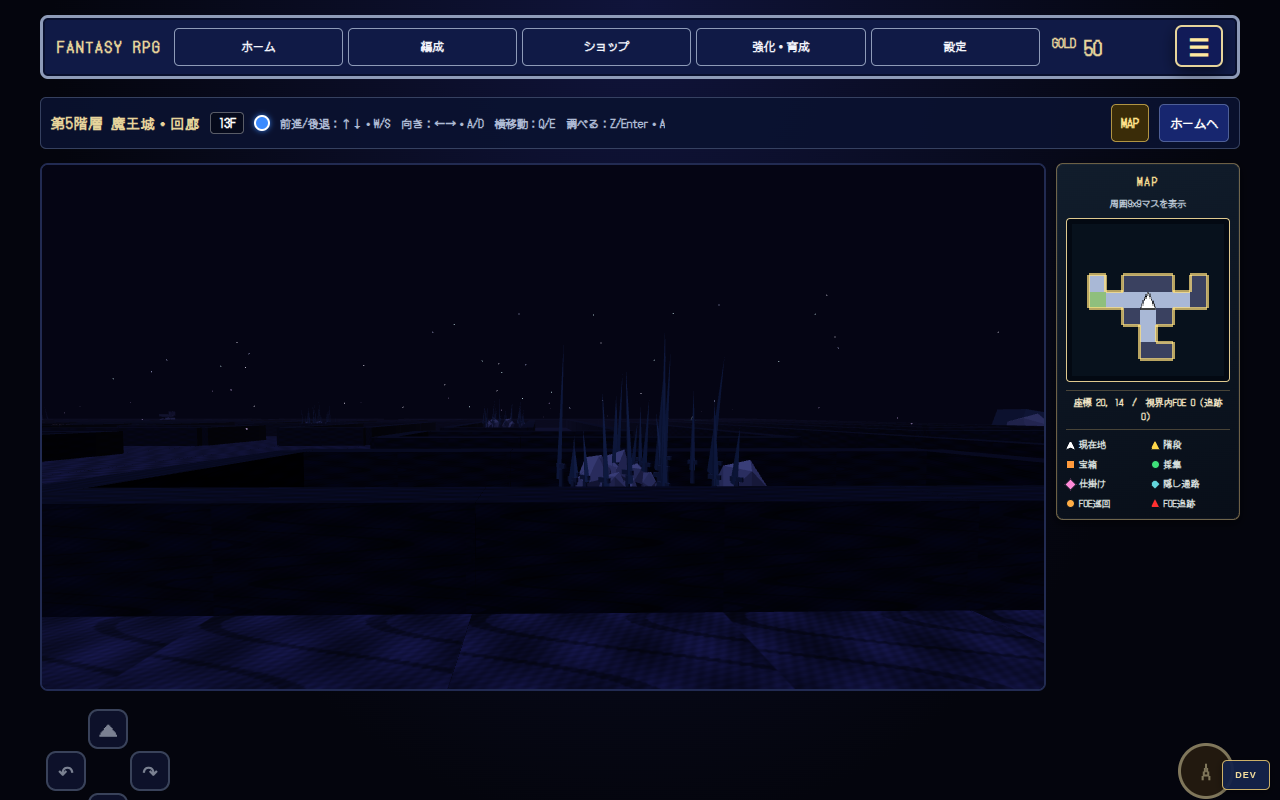 FANTASY RPG ホーム 編成 ショップ 強化・育成 設定 GOLD 50 ☰
第5階層 魔王城・回廊 13F 前進/後退：↑↓・W/S 向き：←→・A/D 横移動：Q/E 調べる：Z/Enter・A MAP ホームへ
MAP
周囲9x9マスを表示
座標 20, 14 / 視界内FOE 0（追跡
0）
現在地 階段
宝箱 採集
仕掛け 隠し通路
FOE巡回 FOE追跡
↶ ↷ A DEV